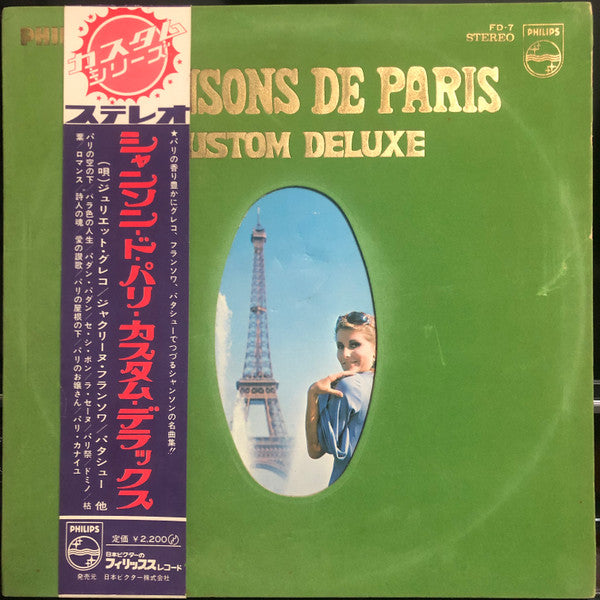 PHI
FD-7
STEREO
PHILIPS
カスタム
シリーズ
ステレオ
ISONS DE PARIS
USTOM DELUXE
★パリの香り豊かにグレコ、フランソワ、パタシューでつづるシャンソンの名曲集!!
シャンソン・ド・パリ・カスタム・デラックス
(唄)ジュリエット・グレコ/ジャクリーヌ・フランソワ/パタシュー 他
パリの空の下/バラ色の人生/パダン・パダン/セ・シ・ボン/ラ・セーヌ/パリ祭/ドミノ/枯
葉/ロマンス/詩人の魂/愛の讃歌/パリの屋根の下/パリのお嬢さん/パリ・カナイユ
PHILIPS
定価 ¥2,200
日本ビクターの
フィリップスレコード
発売元 日本ビクター株式会社